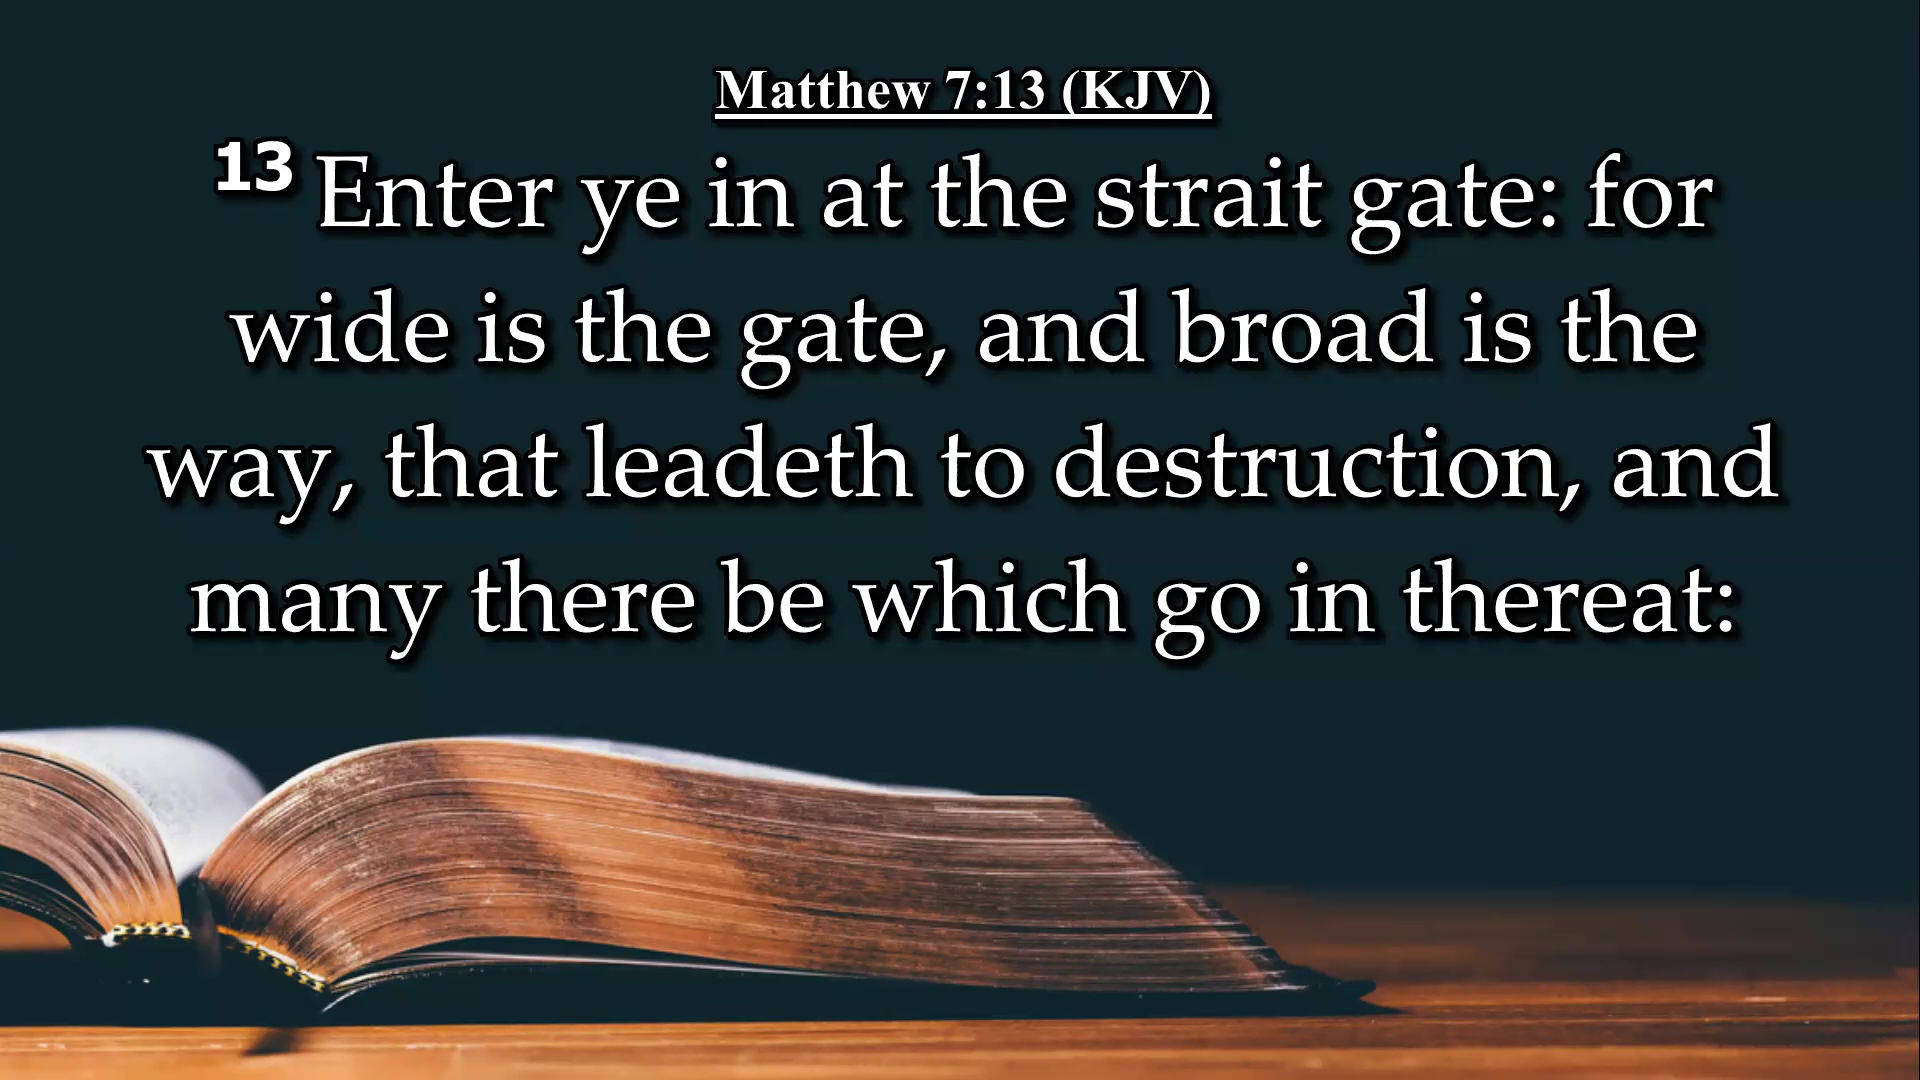 Matthew 7:13 (KJV)
13 Enter ye in at the strait gate: for
wide is the gate, and broad is the
way, that leadeth to destruction, and
many there be which go in thereat: